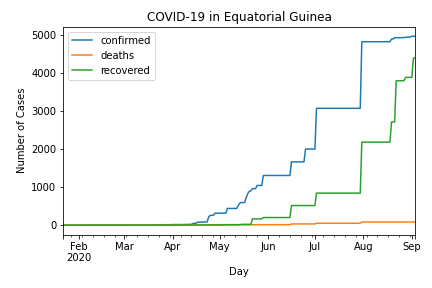 COVID-19 in Equatorial Guinea
confirmed
deaths
recovered
Number of Cases
5000
4000
3000
2000
1000
0
Feb Mar Apr May Jun Jul Aug Sep
2020
Day